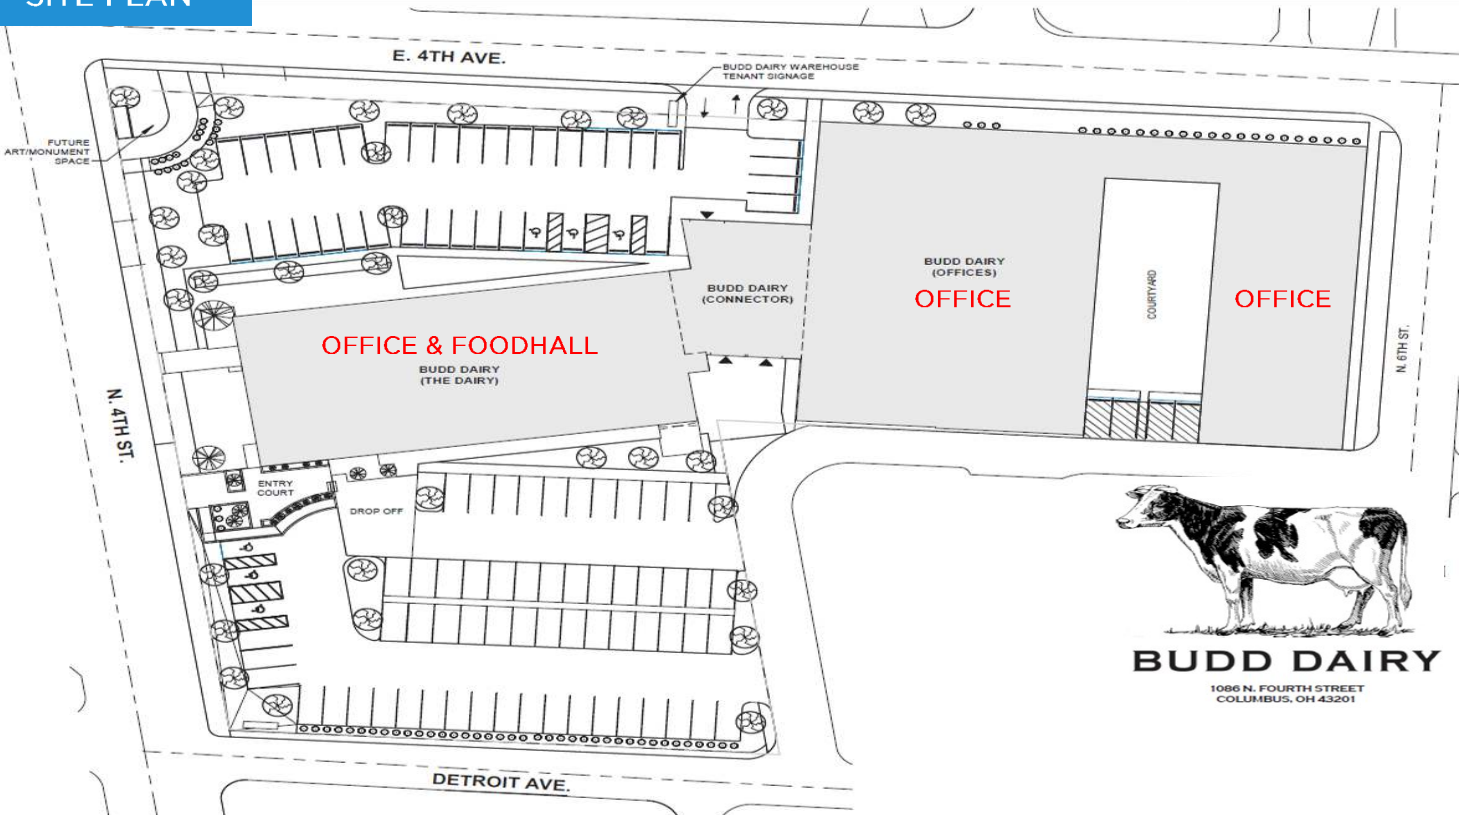 SITE PLAN
E. 4TH AVE.
BUDD DAIRY WAREHOUSE
TENANT SIGNAGE
FUTURE
ART/MONUMENT
SPACE
BUDD DAIRY
(OFFICES)
OFFICE
OFFICE
COURTYARD
BUDD DAIRY
(CONNECTOR)
OFFICE & FOODHALL
BUDD DAIRY
(THE DAIRY)
N. 4TH ST.
N. 6TH ST.
ENTRY
COURT
DROP OFF
BUDD DAIRY
1086 N. FOURTH STREET
COLUMBUS, OH 43201
DETROIT AVE.